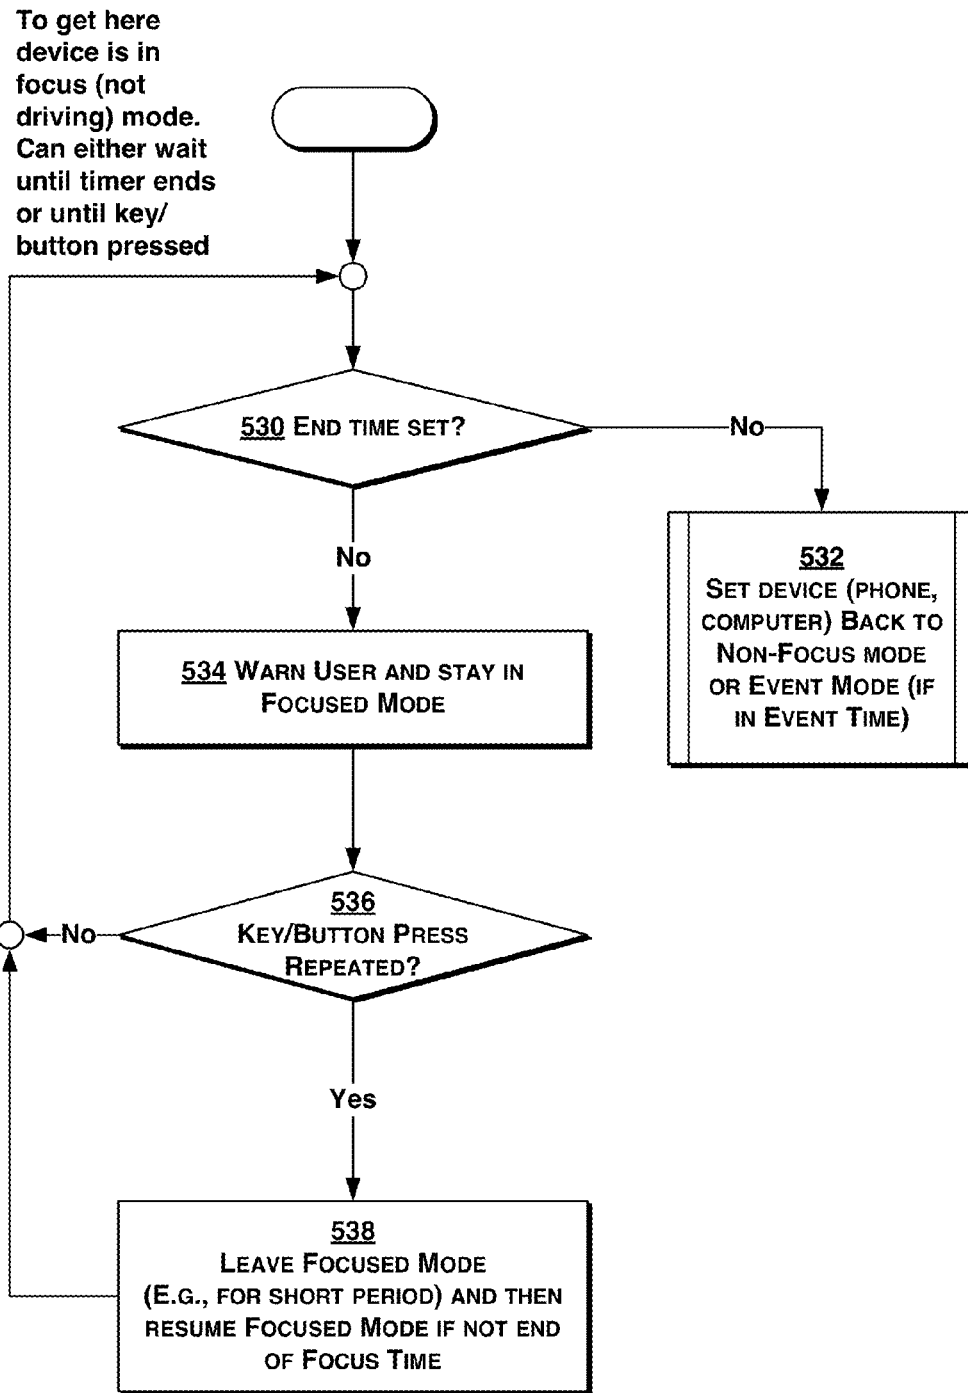 To get here
device is in
focus (not
driving) mode.
Can either wait
until timer ends
or until key/
button pressed
530 END TIME SET?
No
No
532
SET DEVICE (PHONE,
COMPUTER) BACK TO
NON-FOCUS MODE
OR EVENT MODE (IF
IN EVENT TIME)
534 WARN USER AND STAY IN
FOCUSED MODE
536
KEY/BUTTON PRESS
REPEATED?
No
Yes
538
LEAVE FOCUSED MODE
(E.G., FOR SHORT PERIOD) AND THEN
RESUME FOCUSED MODE IF NOT END
OF FOCUS TIME